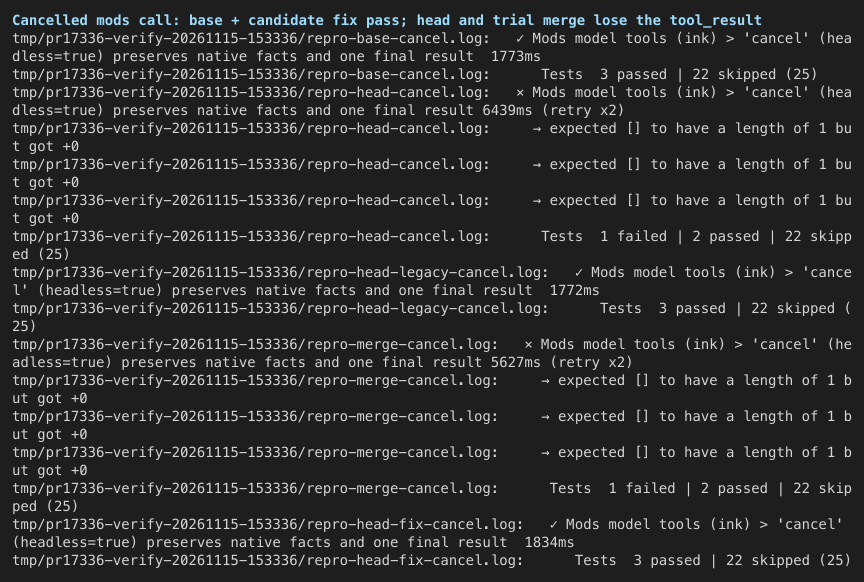 Cancelled mods call: base + candidate fix pass; head and trial merge lose the tool_result
tmp/pr17336-verify-20261115-153336/repro-base-cancel.log:   ✓ Mods model tools (ink) > 'cancel' (hea
dless=true) preserves native facts and one final result  1773ms
tmp/pr17336-verify-20261115-153336/repro-base-cancel.log:      Tests  3 passed | 22 skipped (25)
tmp/pr17336-verify-20261115-153336/repro-head-cancel.log:   × Mods model tools (ink) > 'cancel' (hea
dless=true) preserves native facts and one final result 6439ms (retry x2)
tmp/pr17336-verify-20261115-153336/repro-head-cancel.log:     → expected [] to have a length of 1 bu
t got +0
tmp/pr17336-verify-20261115-153336/repro-head-cancel.log:     → expected [] to have a length of 1 bu
t got +0
tmp/pr17336-verify-20261115-153336/repro-head-cancel.log:     → expected [] to have a length of 1 bu
t got +0
tmp/pr17336-verify-20261115-153336/repro-head-cancel.log:      Tests  1 failed | 2 passed | 22 skipp
ed (25)
tmp/pr17336-verify-20261115-153336/repro-head-legacy-cancel.log:   ✓ Mods model tools (ink) > 'cance
l' (headless=true) preserves native facts and one final result  1772ms
tmp/pr17336-verify-20261115-153336/repro-head-legacy-cancel.log:      Tests  3 passed | 22 skipped (
25)
tmp/pr17336-verify-20261115-153336/repro-merge-cancel.log:   × Mods model tools (ink) > 'cancel' (he
adless=true) preserves native facts and one final result 5627ms (retry x2)
tmp/pr17336-verify-20261115-153336/repro-merge-cancel.log:     → expected [] to have a length of 1 b
ut got +0
tmp/pr17336-verify-20261115-153336/repro-merge-cancel.log:     → expected [] to have a length of 1 b
ut got +0
tmp/pr17336-verify-20261115-153336/repro-merge-cancel.log:     → expected [] to have a length of 1 b
ut got +0
tmp/pr17336-verify-20261115-153336/repro-merge-cancel.log:      Tests  1 failed | 2 passed | 22 skip
ped (25)
tmp/pr17336-verify-20261115-153336/repro-head-fix-cancel.log:   ✓ Mods model tools (ink) > 'cancel'
(headless=true) preserves native facts and one final result  1834ms
tmp/pr17336-verify-20261115-153336/repro-head-fix-cancel.log:      Tests  3 passed | 22 skipped (25)